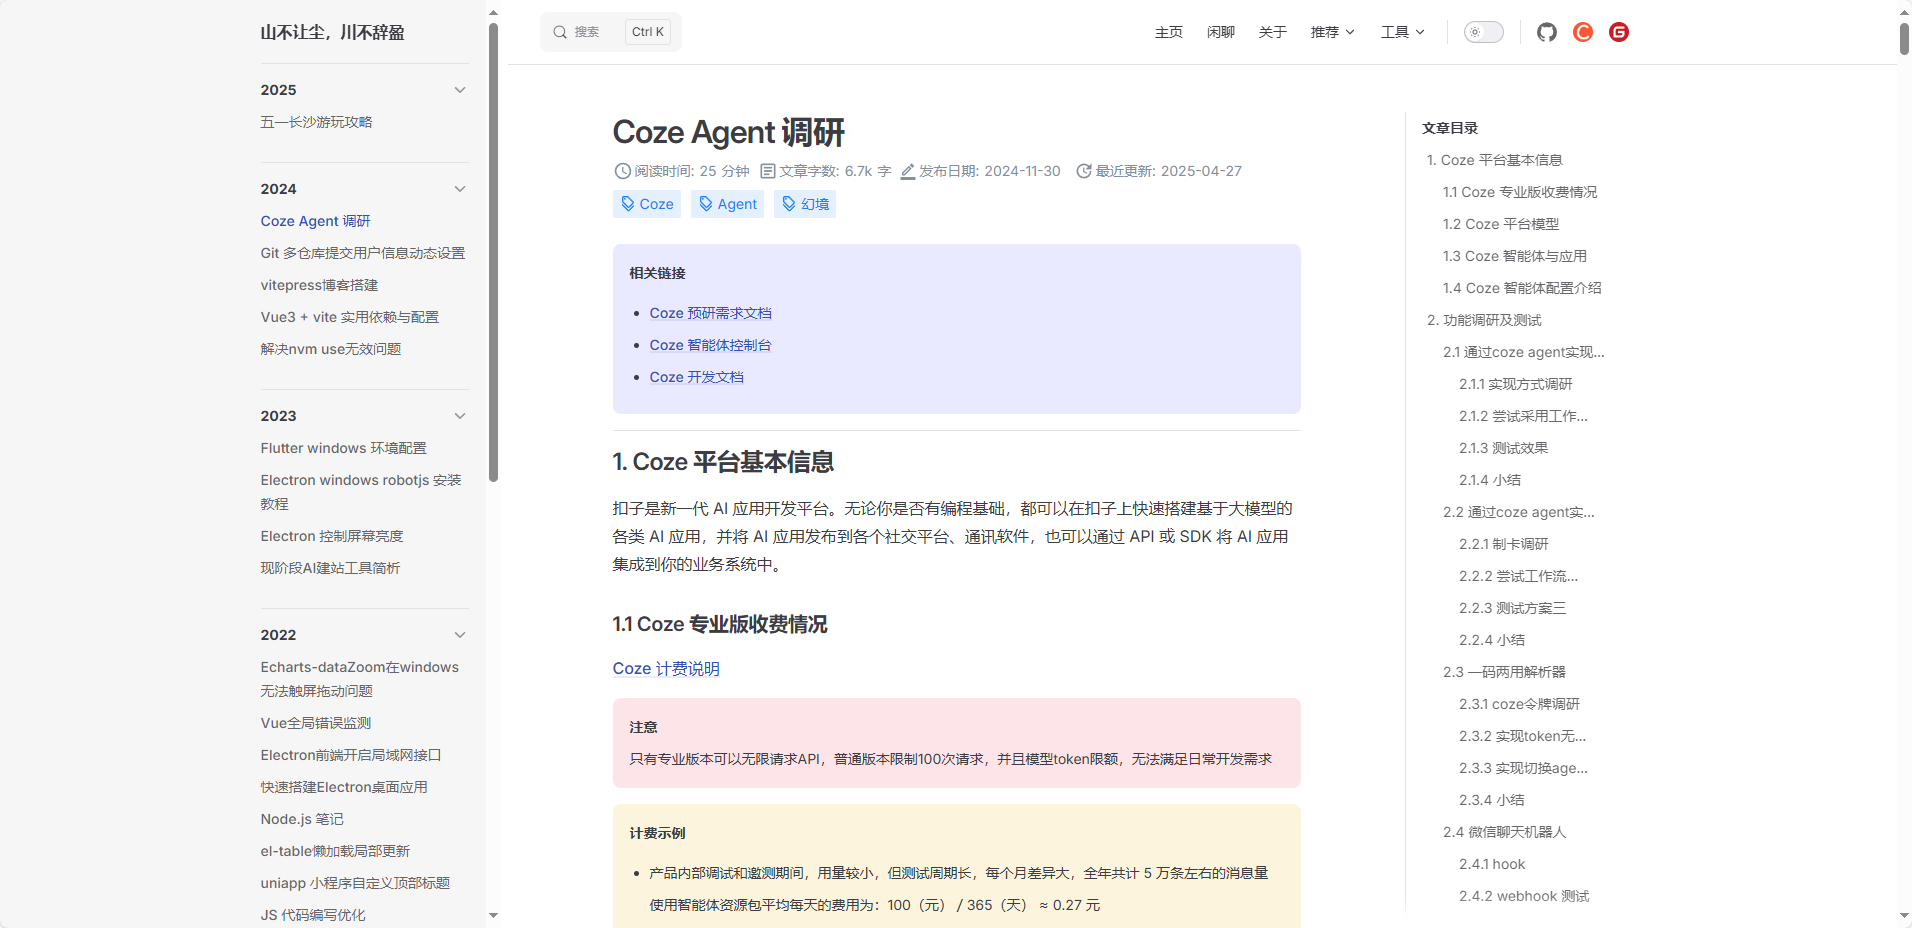 山不让尘，川不辞盈
2025
五一长沙游玩攻略
2024
Coze Agent 调研
Git 多仓库提交用户信息动态设置
vitepress博客搭建
Vue3 + vite 实用依赖与配置
解决nvm use无效问题
2023
Flutter windows 环境配置
Electron windows robotjs 安装
教程
Electron 控制屏幕亮度
现阶段AI建站工具简析
2022
Echarts-dataZoom在windows
无法触屏拖动问题
Vue全局错误监测
Electron前端开启局域网接口
快速搭建Electron桌面应用
Node.js 笔记
el-table懒加载局部更新
uniapp 小程序自定义顶部标题
JS 代码编写优化
搜索 Ctrl K
主页 闲聊 关于 推荐 工具
Coze Agent 调研
阅读时间: 25 分钟 文章字数: 6.7k 字 发布日期: 2024-11-30 最近更新: 2025-04-27
Coze Agent 幻境
相关链接
Coze 预研需求文档
Coze 智能体控制台
Coze 开发文档
1. Coze 平台基本信息
扣子是新一代 AI 应用开发平台。无论你是否有编程基础，都可以在扣子上快速搭建基于大模型的
各类 AI 应用，并将 AI 应用发布到各个社交平台、通讯软件，也可以通过 API 或 SDK 将 AI 应用
集成到你的业务系统中。
1.1 Coze 专业版收费情况
Coze 计费说明
注意
只有专业版本可以无限请求API，普通版本限制100次请求，并且模型token限额，无法满足日常开发需求
计费示例
产品内部调试和邀测期间，用量较小，但测试周期长，每个月差异大，全年共计 5 万条左右的消息量
使用智能体资源包平均每天的费用为：100（元） / 365（天） ≈ 0.27 元
文章目录
1. Coze 平台基本信息
1.1 Coze 专业版收费情况
1.2 Coze 平台模型
1.3 Coze 智能体与应用
1.4 Coze 智能体配置介绍
2. 功能调研及测试
2.1 通过coze agent实现...
2.1.1 实现方式调研
2.1.2 尝试采用工作...
2.1.3 测试效果
2.1.4 小结
2.2 通过coze agent实...
2.2.1 制卡调研
2.2.2 尝试工作流...
2.2.3 测试方案三
2.2.4 小结
2.3 一码两用解析器
2.3.1 coze令牌调研
2.3.2 实现token无...
2.3.3 实现切换age...
2.3.4 小结
2.4 微信聊天机器人
2.4.1 hook
2.4.2 webhook 测试